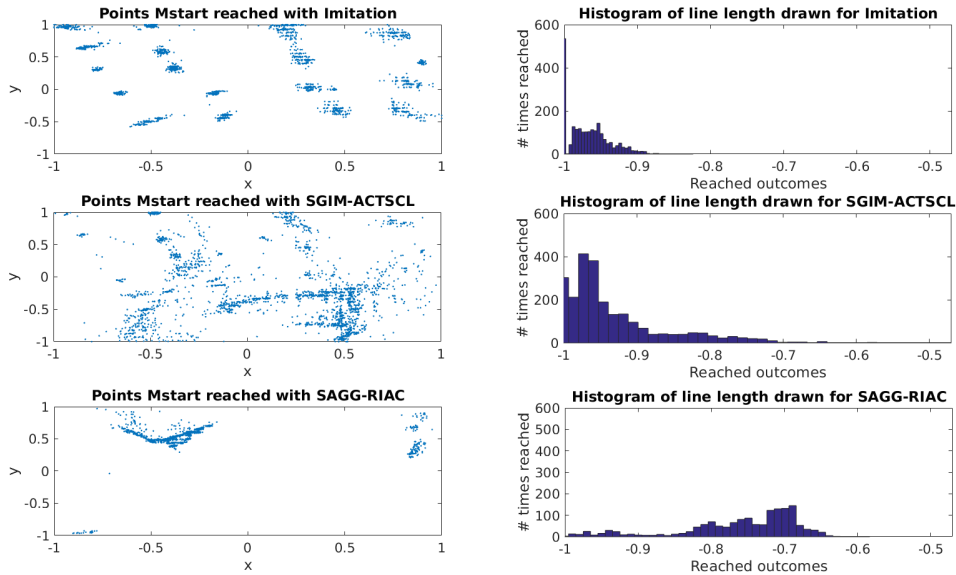 Points Mstart reached with Imitation
1
0.5
0
-0.5
-1
y
-1 -0.5 0 0.5 1
x
Histogram of line length drawn for Imitation
600
400
200
0
# times reached
-1 -0.9 -0.8 -0.7 -0.6 -0.5
Reached outcomes
Points Mstart reached with SGIM-ACTSCL
1
0.5
0
-0.5
-1
y
-1 -0.5 0 0.5 1
x
Histogram of line length drawn for SGIM-ACTSCL
600
400
200
0
# times reached
-1 -0.9 -0.8 -0.7 -0.6 -0.5
Reached outcomes
Points Mstart reached with SAGG-RIAC
1
0.5
0
-0.5
-1
y
-1 -0.5 0 0.5 1
x
Histogram of line length drawn for SAGG-RIAC
600
500
400
300
200
100
0
# times reached
-1 -0.9 -0.8 -0.7 -0.6 -0.5
Reached outcomes